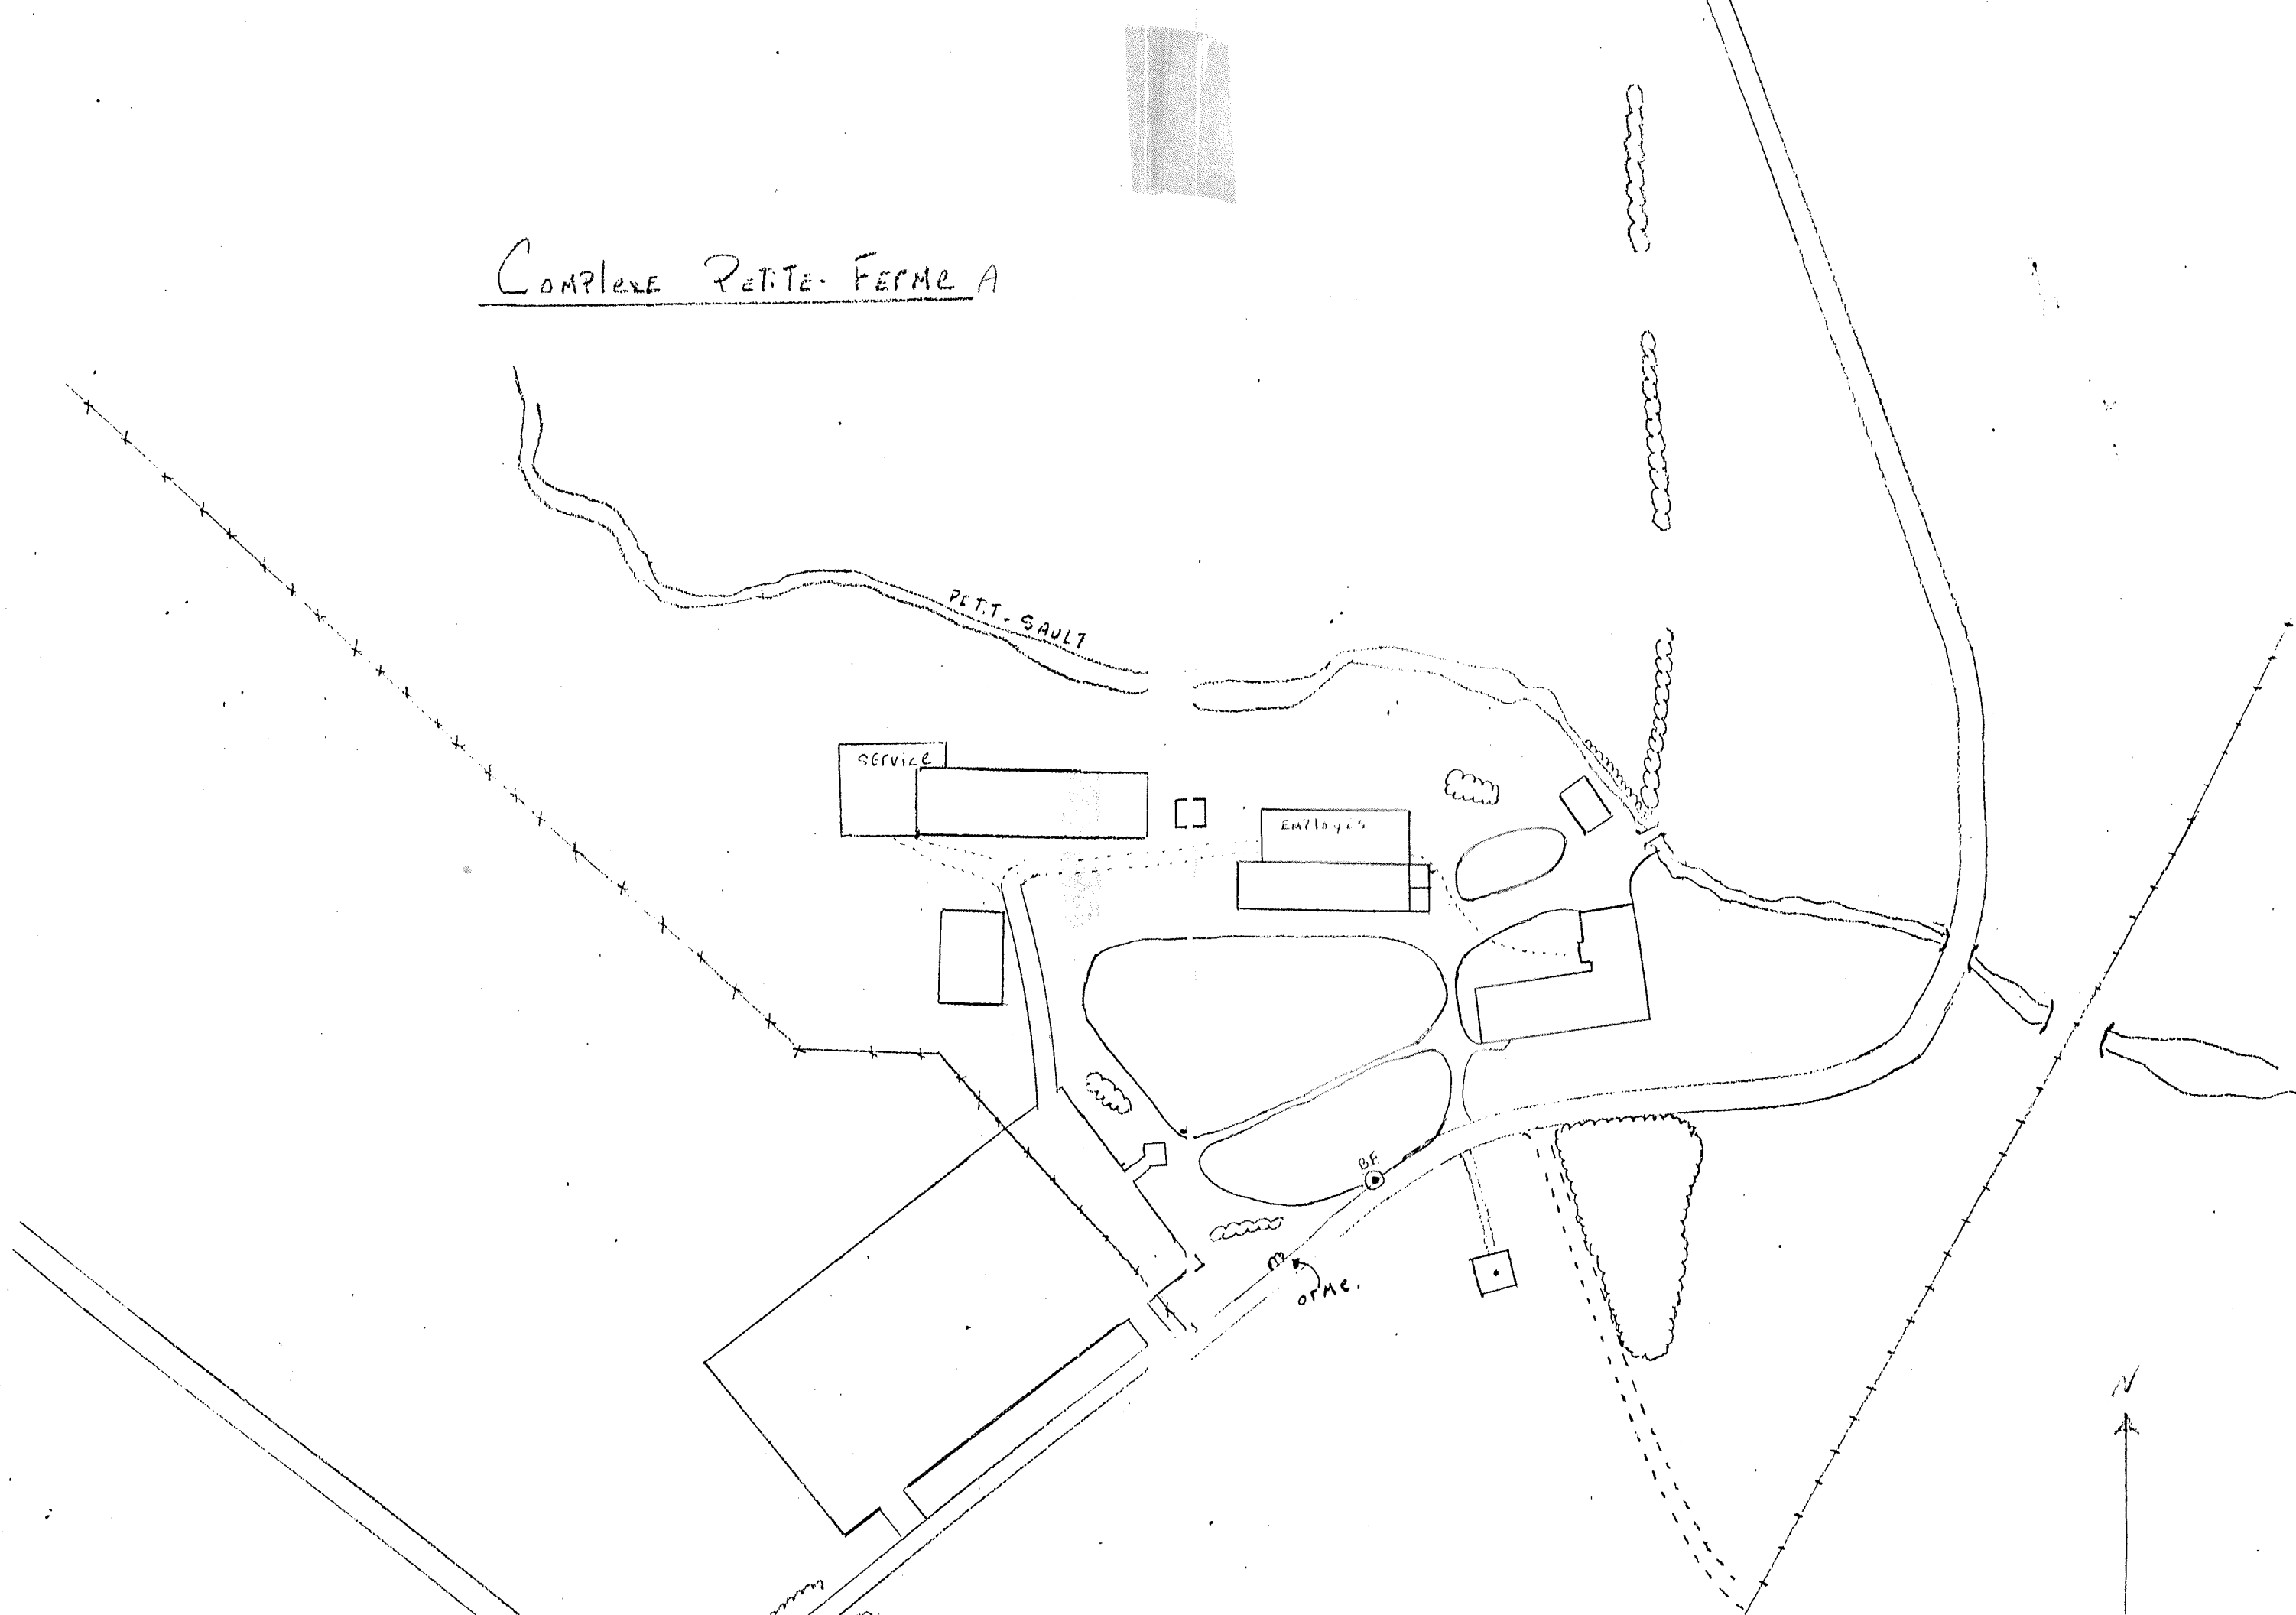 Complexe Petite-Ferme A
PETIT-SAULT
Service
Employés
B.F.
orme.
N